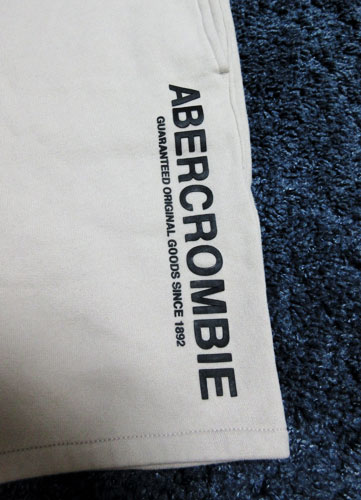 ABERCROMBIE
GUARANTEED ORIGINAL GOODS SINCE 1892